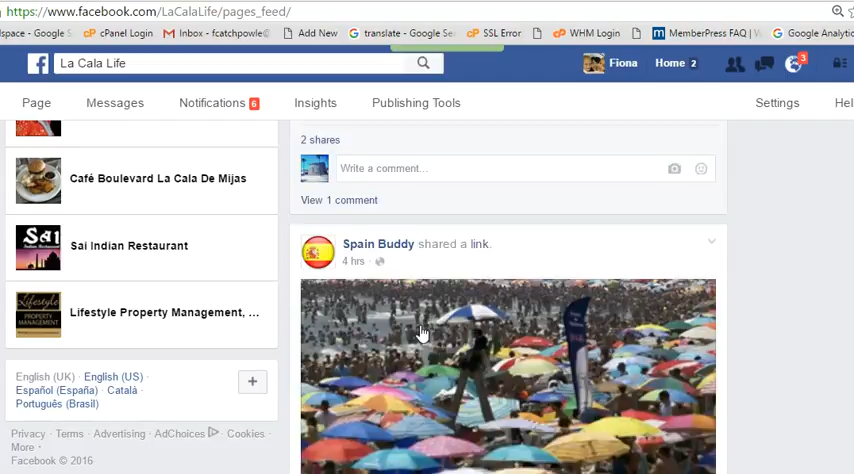 https://www.facebook.com/LaCalaLife/pages_feed/
space - Google S
cPanel Login
Inbox - fcatchpowle@
Add New
translate - Google Se
SSL Error
WHM Login
MemberPress FAQ | W
Google Analytic
La Cala Life
Fiona
Home 2
3
Page
Messages
Notifications 6
Insights
Publishing Tools
Settings
Hel
2 shares
Write a comment...
View 1 comment
Café Boulevard La Cala De Mijas
Sai Indian Restaurant
Lifestyle Property Management, ...
Spain Buddy shared a link.
4 hrs ·
English (UK) · English (US) ·
Español (España) · Català ·
Português (Brasil)
Privacy · Terms · Advertising · AdChoices · Cookies ·
More ·
Facebook © 2016